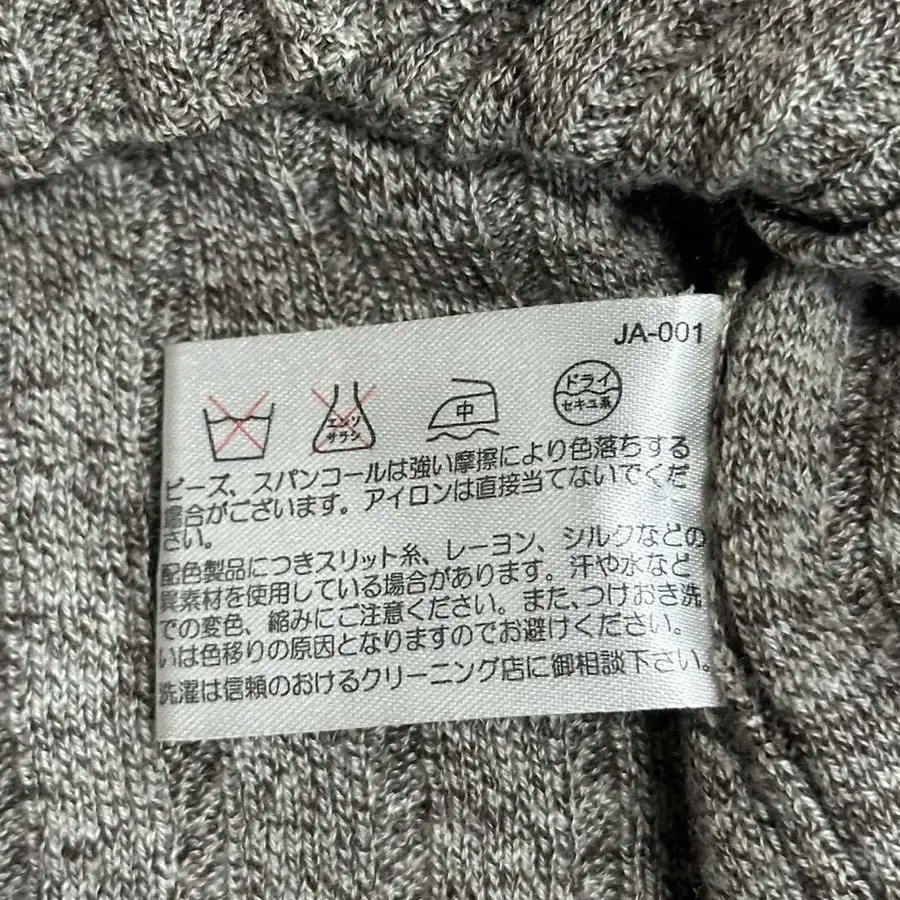 JA-001
エンソ
サラシ
中
ドライ
セキユ系
ビーズ、スパンコールは強い摩擦により色落ちする
場合がございます。アイロンは直接当てないでくだ
さい。
配色製品につきスリット糸、レーヨン、シルクなどの
異素材を使用している場合があります。汗や水など
での変色、縮みにご注意ください。また、つけおき洗
いは色移りの原因となりますのでお避けください。
洗濯は信頼のおけるクリーニング店に御相談下さい。